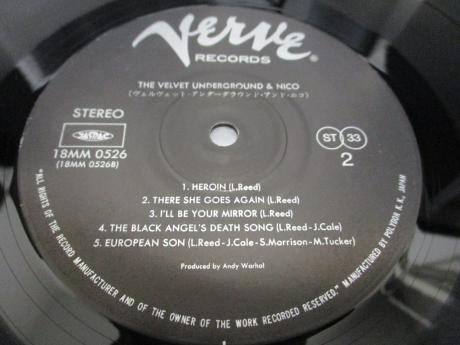 Verve
RECORDS ®
THE VELVET UNDERGROUND & NICO
(ヴェルヴェット・アンダーグラウンド・アンド・ニコ)
STEREO
JASRAC
18MM 0526
(18MM 0526B)
ST 33
2
1. HEROIN (L.Reed)
2. THERE SHE GOES AGAIN (L.Reed)
3. I'LL BE YOUR MIRROR (L.Reed)
4. THE BLACK ANGEL'S DEATH SONG (L.Reed-J.Cale)
5. EUROPEAN SON (L.Reed-J.Cale-S.Morrison-M.Tucker)
Produced by Andy Warhol
"ALL RIGHTS OF THE RECORD MANUFACTURER AND OF THE OWNER OF THE WORK RECORDED RESERVED." MANUFACTURED BY POLYDOR K.K., JAPAN